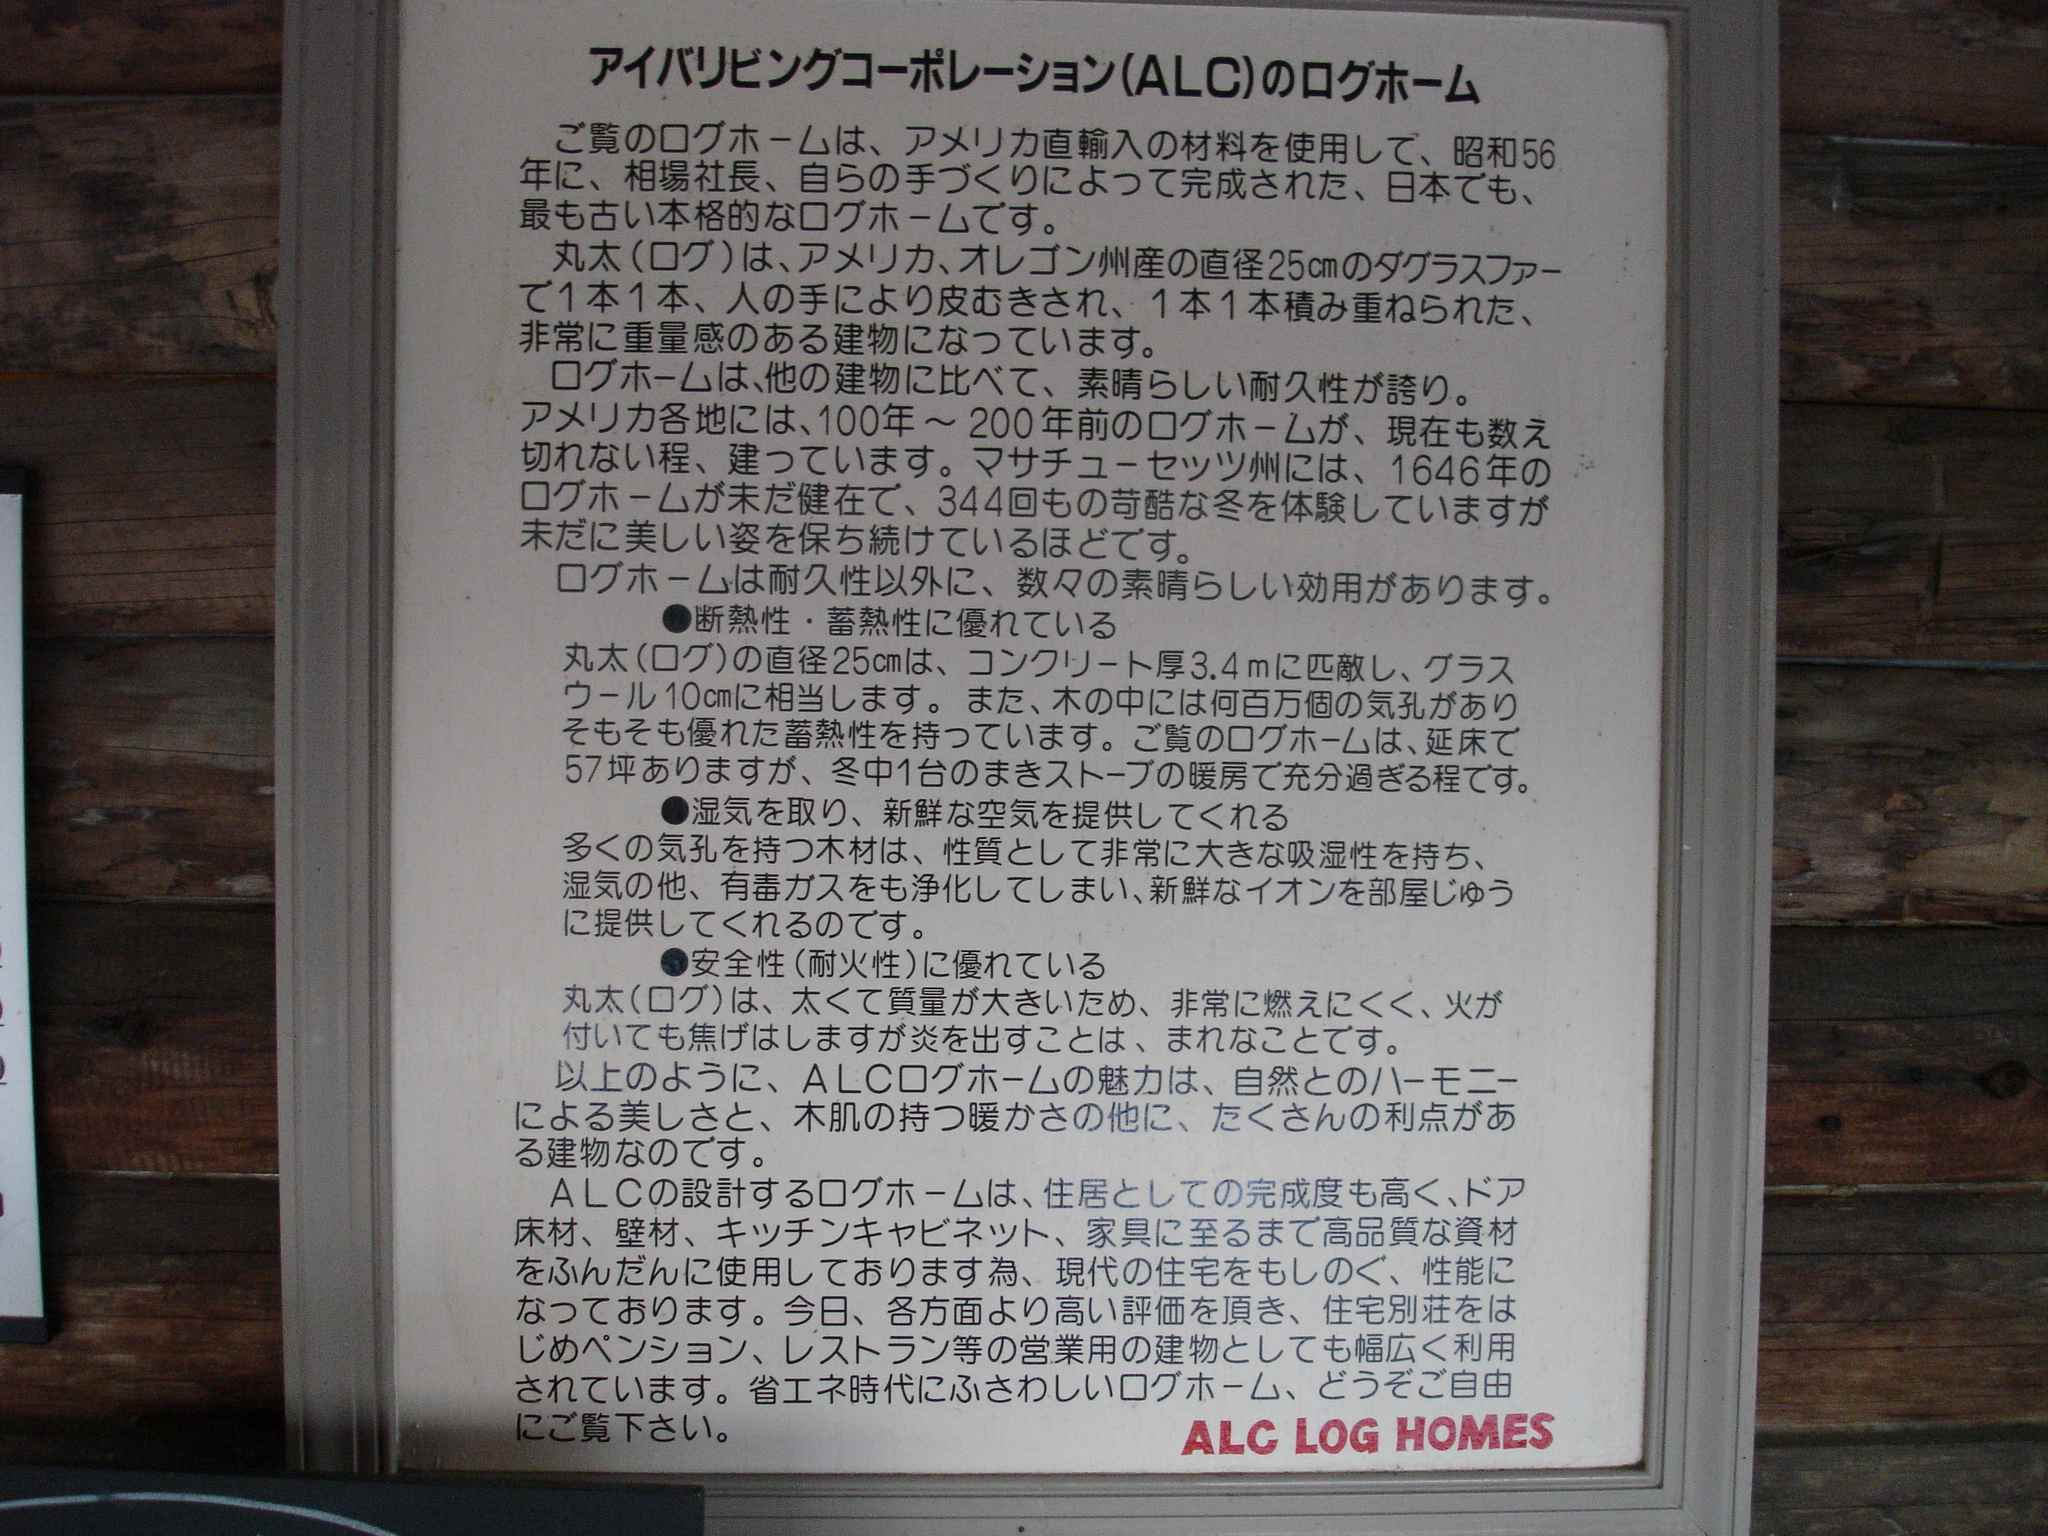 アイバリビングコーポレーション(ALC)のログホーム
ご覧のログホームは、アメリカ直輸入の材料を使用して、昭和56
年に、相場社長、自らの手づくりによって完成された、日本でも、
最も古い本格的なログホームです。
丸太(ログ)は、アメリカ、オレゴン州産の直径25cmのダグラスファー
で1本1本、人の手により皮むきされ、1本1本積み重ねられた、
非常に重量感のある建物になっています。
ログホームは、他の建物に比べて、素晴らしい耐久性が誇り。
アメリカ各地には、100年～200年前のログホームが、現在も数え
切れない程、建っています。マサチューセッツ州には、1646年の
ログホームが未だ健在で、344回もの苛酷な冬を体験していますが
未だに美しい姿を保ち続けているほどです。
ログホームは耐久性以外に、数々の素晴らしい効用があります。
●断熱性・蓄熱性に優れている
丸太(ログ)の直径25cmは、コンクリート厚3.4mに匹敵し、グラス
ウール10cmに相当します。また、木の中には何百万個の気孔があり
そもそも優れた蓄熱性を持っています。ご覧のログホームは、延床で
57坪ありますが、冬中1台のまきストーブの暖房で充分過ぎる程です。
●湿気を取り、新鮮な空気を提供してくれる
多くの気孔を持つ木材は、性質として非常に大きな吸湿性を持ち、
湿気の他、有毒ガスをも浄化してしまい、新鮮なイオンを部屋じゅう
に提供してくれるのです。
●安全性(耐火性)に優れている
丸太(ログ)は、太くて質量が大きいため、非常に燃えにくく、火が
付いても焦げはしますが炎を出すことは、まれなことです。
以上のように、ALCログホームの魅力は、自然とのハーモニー
による美しさと、木肌の持つ暖かさの他に、たくさんの利点があ
る建物なのです。
ALCの設計するログホームは、住居としての完成度も高く、ドア
床材、壁材、キッチンキャビネット、家具に至るまで高品質な資材
をふんだんに使用しております為、現代の住宅をもしのぐ、性能に
なっております。今日、各方面より高い評価を頂き、住宅別荘をは
じめペンション、レストラン等の営業用の建物としても幅広く利用
されています。省エネ時代にふさわしいログホーム、どうぞご自由
にご覧下さい。
ALC LOG HOMES